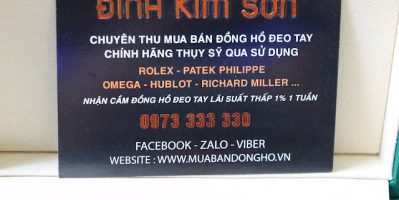 ĐINH KIM SƠN
CHUYÊN THU MUA BÁN ĐỒNG HỒ ĐEO TAY
CHÍNH HÃNG THỤY SỸ QUA SỬ DỤNG
ROLEX - PATEK PHILIPPE
OMEGA - HUBLOT - RICHARD MILLER ...
NHẬN CẦM ĐỒNG HỒ ĐEO TAY LÃI SUẤT THẤP 1% 1 TUẦN
0973 333 330
FACEBOOK - ZALO - VIBER
WEBSITE : WWW.MUABANDONGHO.VN